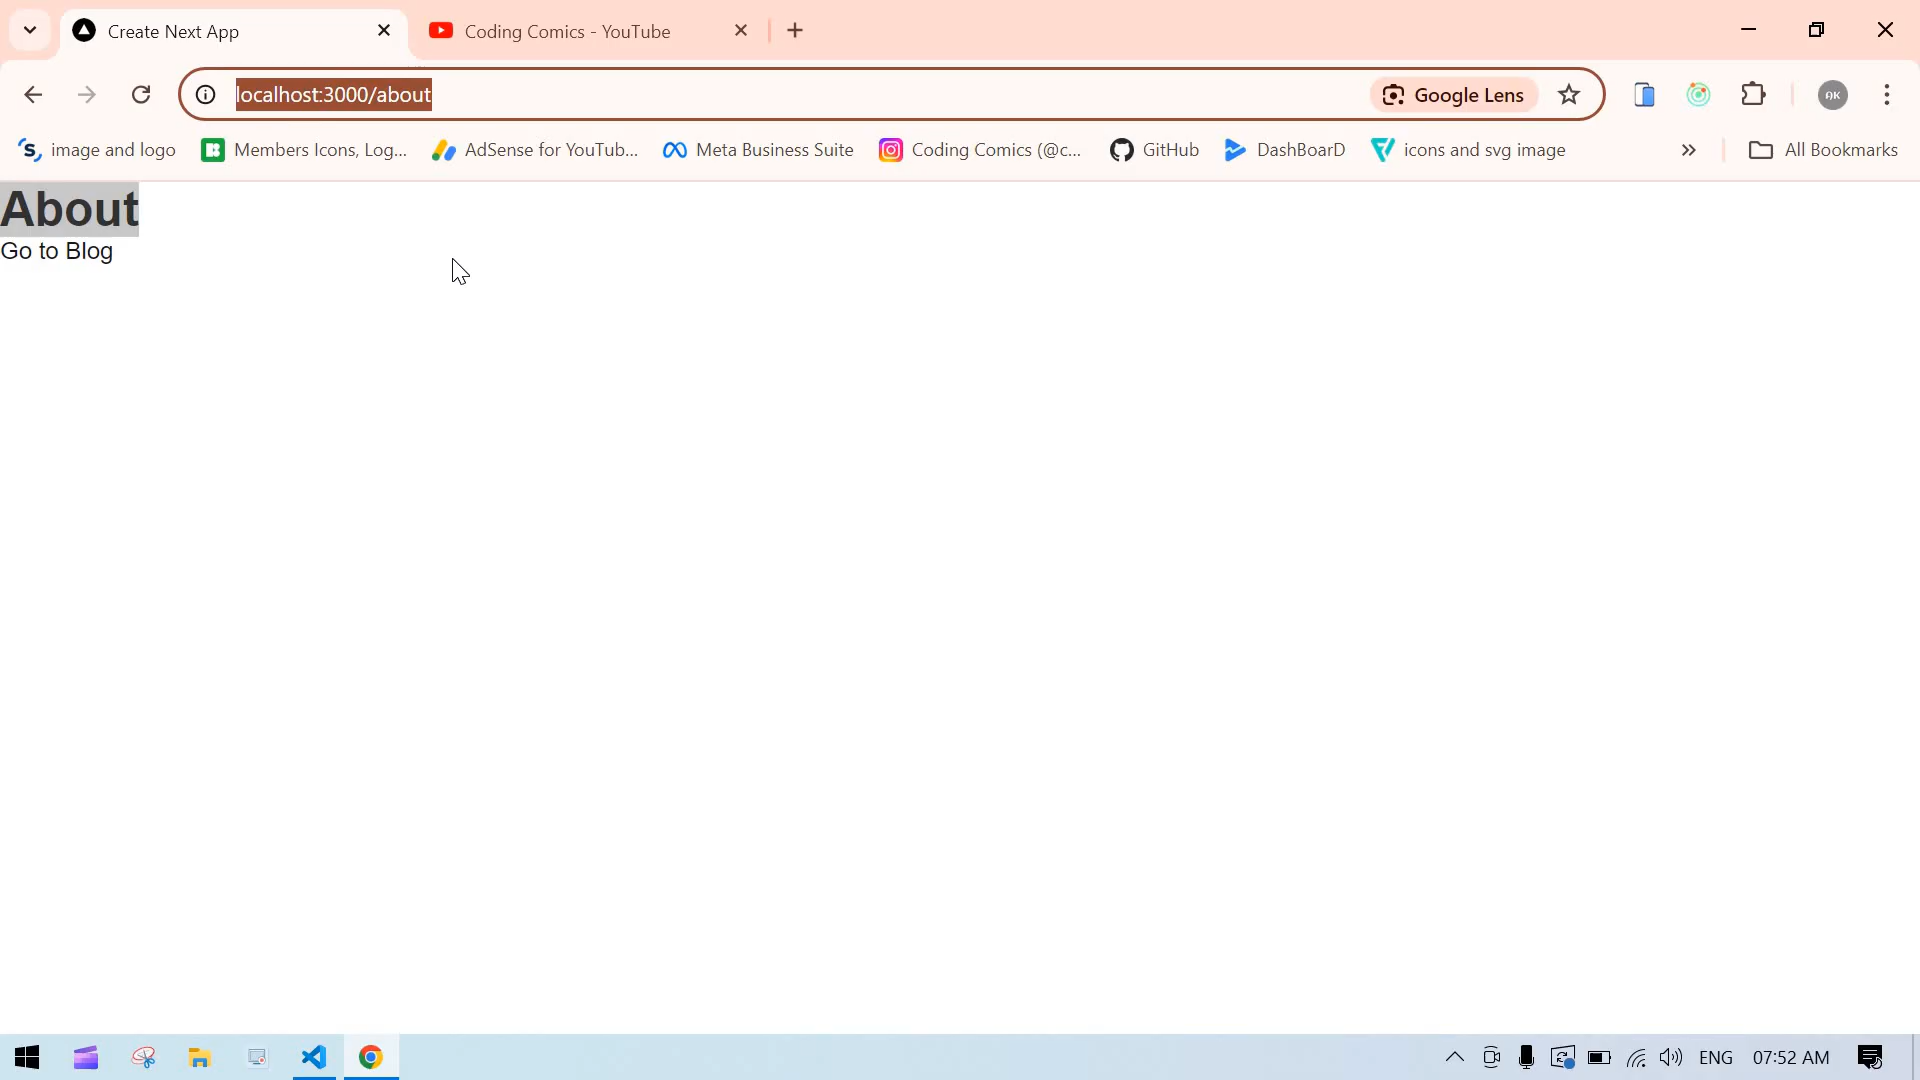 Create Next App
Coding Comics - YouTube
localhost:3000/about
Google Lens
AK
image and logo
Members Icons, Log...
AdSense for YouTub...
Meta Business Suite
Coding Comics (@c...
GitHub
DashBoarD
icons and svg image
All Bookmarks
About
Go to Blog
ENG
07:52 AM